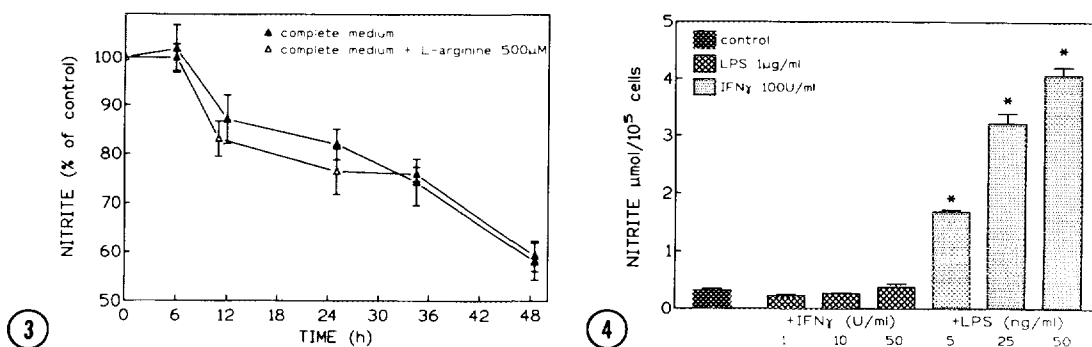 ▲ complete medium
△ complete medium + L-arginine 500µM
NITRITE (% of control)
100
90
80
70
60
50
0 6 12 18 24 30 36 42 48
TIME (h)
3
control
LPS 1µg/ml
IFNγ 100U/ml
NITRITE µmol/10⁵ cells
5
4
3
2
1
0
* * *
+IFNγ (U/ml) +LPS (ng/ml)
1 10 50 5 25 50
4